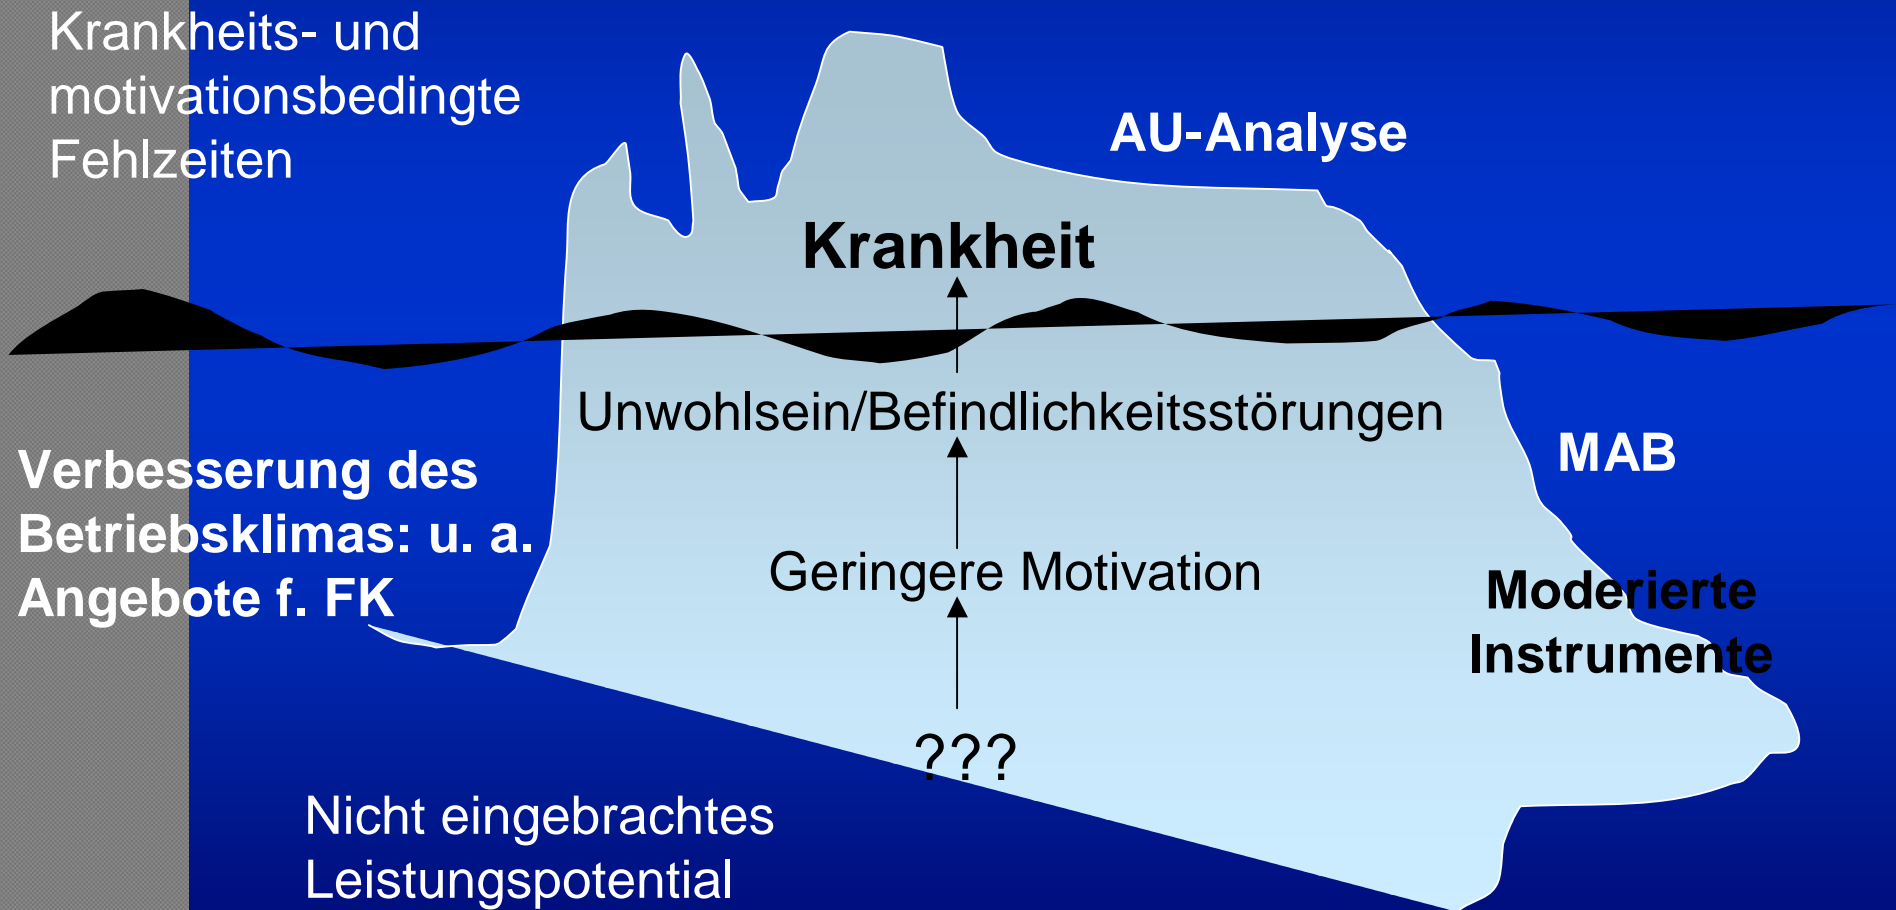 Krankheits- und
motivationsbedingte
Fehlzeiten
AU-Analyse
Krankheit
Unwohlsein/Befindlichkeitsstörungen
MAB
Verbesserung des
Betriebsklimas: u. a.
Angebote f. FK
Geringere Motivation
Moderierte
Instrumente
???
Nicht eingebrachtes
Leistungspotential